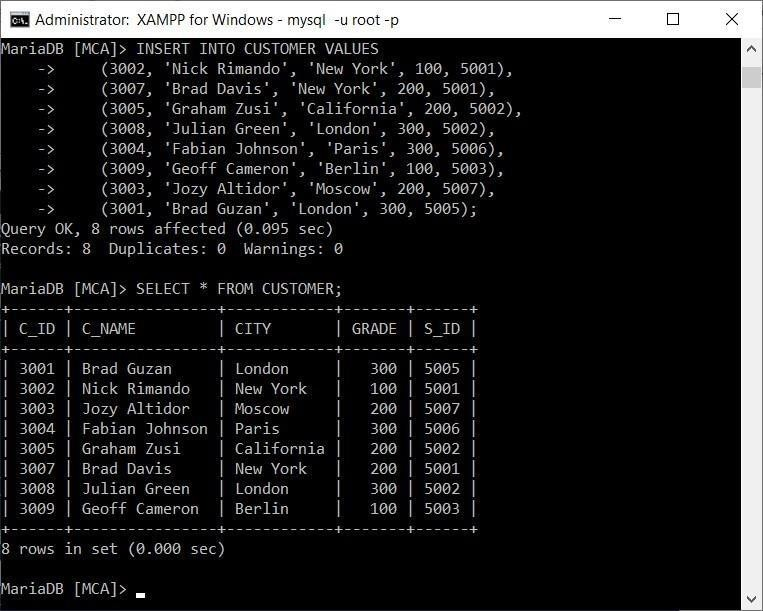 Administrator:  XAMPP for Windows - mysql  -u root -p
MariaDB [MCA]> INSERT INTO CUSTOMER VALUES
    ->     (3002, 'Nick Rimando', 'New York', 100, 5001),
    ->     (3007, 'Brad Davis', 'New York', 200, 5001),
    ->     (3005, 'Graham Zusi', 'California', 200, 5002),
    ->     (3008, 'Julian Green', 'London', 300, 5002),
    ->     (3004, 'Fabian Johnson', 'Paris', 300, 5006),
    ->     (3009, 'Geoff Cameron', 'Berlin', 100, 5003),
    ->     (3003, 'Jozy Altidor', 'Moscow', 200, 5007),
    ->     (3001, 'Brad Guzan', 'London', 300, 5005);
Query OK, 8 rows affected (0.095 sec)
Records: 8  Duplicates: 0  Warnings: 0
MariaDB [MCA]> SELECT * FROM CUSTOMER;
+------+----------------+------------+-------+------+
| C_ID | C_NAME         | CITY       | GRADE | S_ID |
+------+----------------+------------+-------+------+
| 3001 | Brad Guzan     | London     |   300 | 5005 |
| 3002 | Nick Rimando   | New York   |   100 | 5001 |
| 3003 | Jozy Altidor   | Moscow     |   200 | 5007 |
| 3004 | Fabian Johnson | Paris      |   300 | 5006 |
| 3005 | Graham Zusi    | California |   200 | 5002 |
| 3007 | Brad Davis     | New York   |   200 | 5001 |
| 3008 | Julian Green   | London     |   300 | 5002 |
| 3009 | Geoff Cameron  | Berlin     |   100 | 5003 |
+------+----------------+------------+-------+------+
8 rows in set (0.000 sec)
MariaDB [MCA]> _